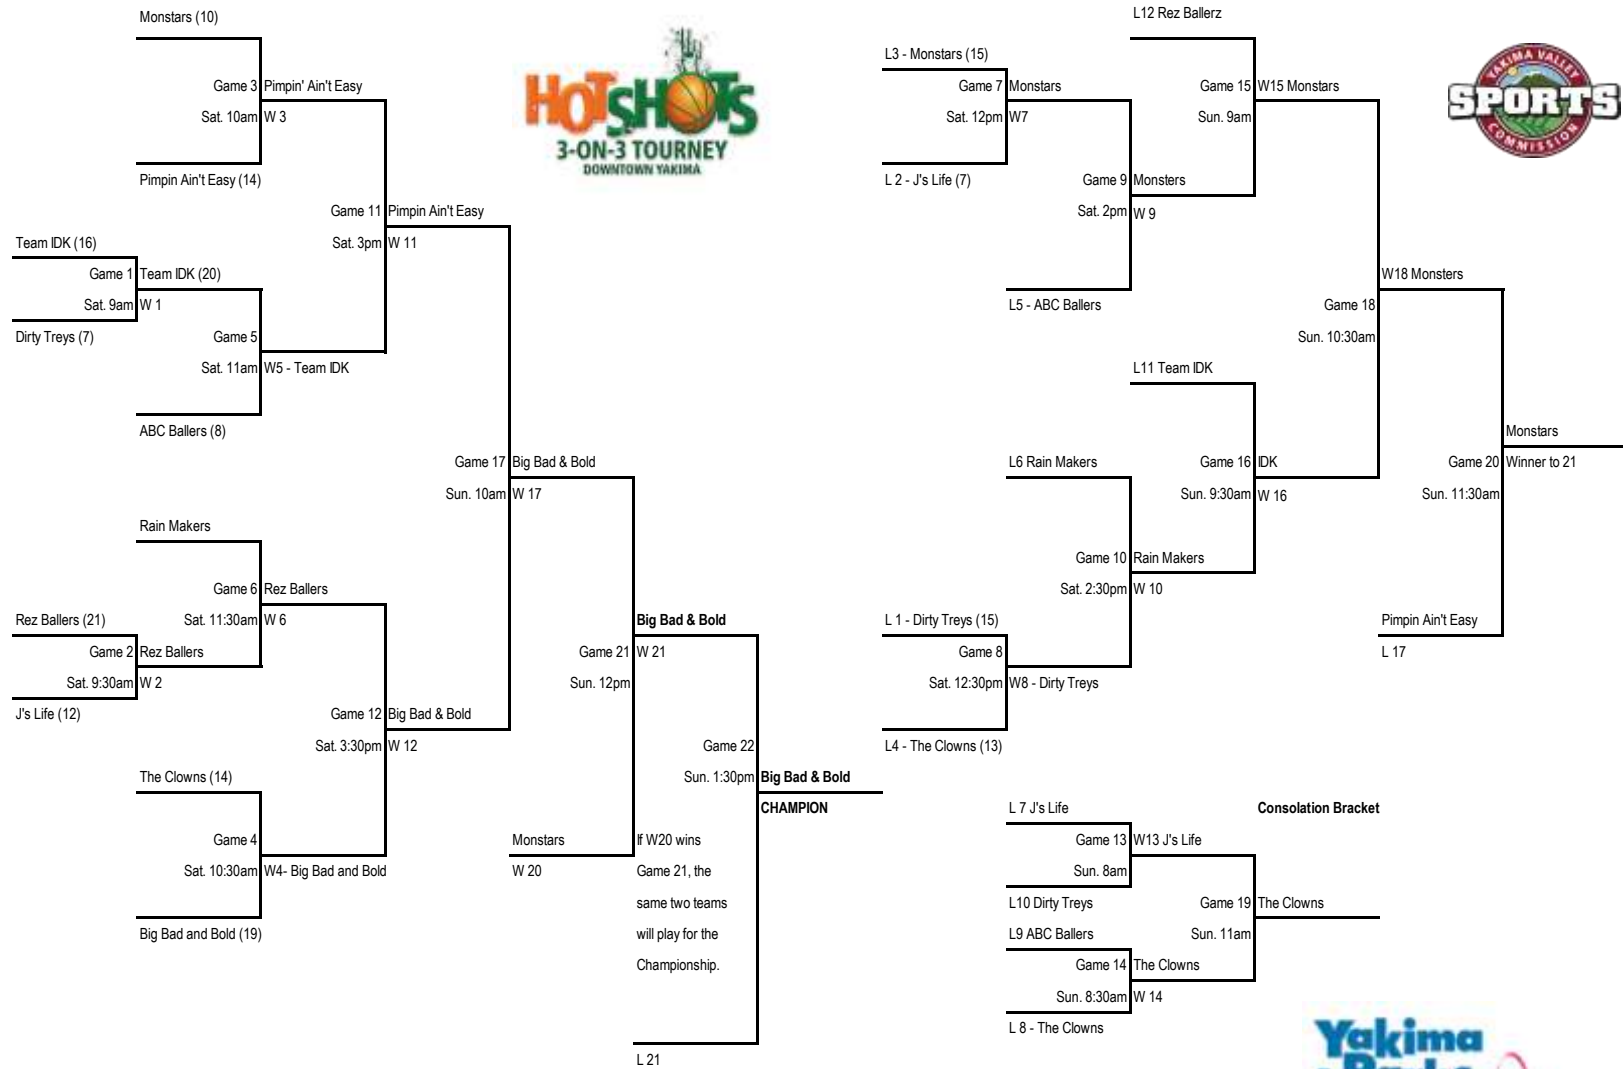 Monstars (10)
Game 3 Pimpin' Ain't Easy
Sat. 10am W 3
Pimpin Ain't Easy (14)
Game 11 Pimpin Ain't Easy
Sat. 3pm W 11
Team IDK (16)
Game 1 Team IDK (20)
Sat. 9am W 1
Dirty Treys (7)
Game 5
Sat. 11am W5 - Team IDK
ABC Ballers (8)
Game 17 Big Bad & Bold
Sun. 10am W 17
Rain Makers
Game 6 Rez Ballers
Sat. 11:30am W 6
Rez Ballers (21)
Game 2 Rez Ballers
Sat. 9:30am W 2
J's Life (12)
Game 12 Big Bad & Bold
Sat. 3:30pm W 12
The Clowns (14)
Game 4
Sat. 10:30am W4- Big Bad and Bold
Big Bad and Bold (19)
Big Bad & Bold
Game 21 W 21
Sun. 12pm
Game 22
Sun. 1:30pm Big Bad & Bold
CHAMPION
Monstars
W 20
If W20 wins
Game 21, the
same two teams
will play for the
Championship.
L 21
HOTSHOTS
3-ON-3 TOURNEY
DOWNTOWN YAKIMA
L12 Rez Ballerz
L3 - Monstars (15)
Game 7 Monstars
Sat. 12pm W7
L 2 - J's Life (7)
Game 15 W15 Monstars
Sun. 9am
Game 9 Monsters
Sat. 2pm W 9
L5 - ABC Ballers
W18 Monsters
Game 18
Sun. 10:30am
L11 Team IDK
L6 Rain Makers
Game 16 IDK
Sun. 9:30am W 16
Monstars
Game 20 Winner to 21
Sun. 11:30am
Game 10 Rain Makers
Sat. 2:30pm W 10
L 1 - Dirty Treys (15)
Game 8
Sat. 12:30pm W8 - Dirty Treys
L4 - The Clowns (13)
Pimpin Ain't Easy
L 17
L 7 J's Life
Consolation Bracket
Game 13 W13 J's Life
Sun. 8am
L10 Dirty Treys
Game 19 The Clowns
Sun. 11am
L9 ABC Ballers
Game 14 The Clowns
Sun. 8:30am W 14
L 8 - The Clowns
YAKIMA VALLEY
SPORTS
COMMISSION
Yakima